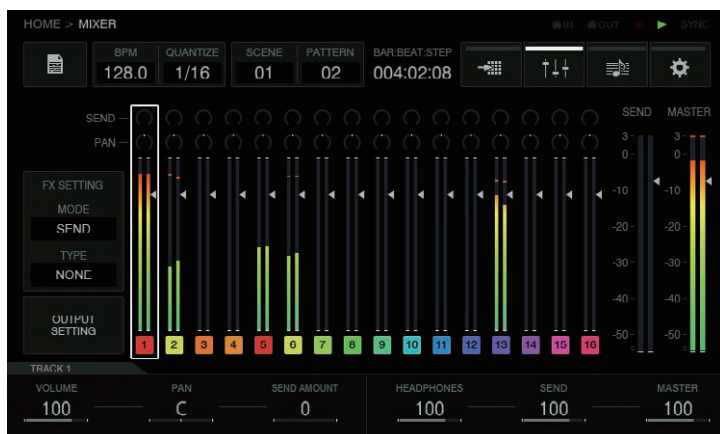 HOME > MIXER
IN OUT SYNC
BPM QUANTIZE SCENE PATTERN BAR:BEAT:STEP
128.0 1/16 01 02 004:02:08
SEND
PAN
SEND MASTER
3 3
0 0
-10 -10
-20 -20
-30 -30
-40 -40
-50 -50
FX SETTING
MODE
SEND
TYPE
NONE
OUTPUT
SETTING
1 2 3 4 5 6 7 8 9 10 11 12 13 14 15 16
TRACK 1
VOLUME PAN SEND AMOUNT HEADPHONES SEND MASTER
100 C 0 100 100 100